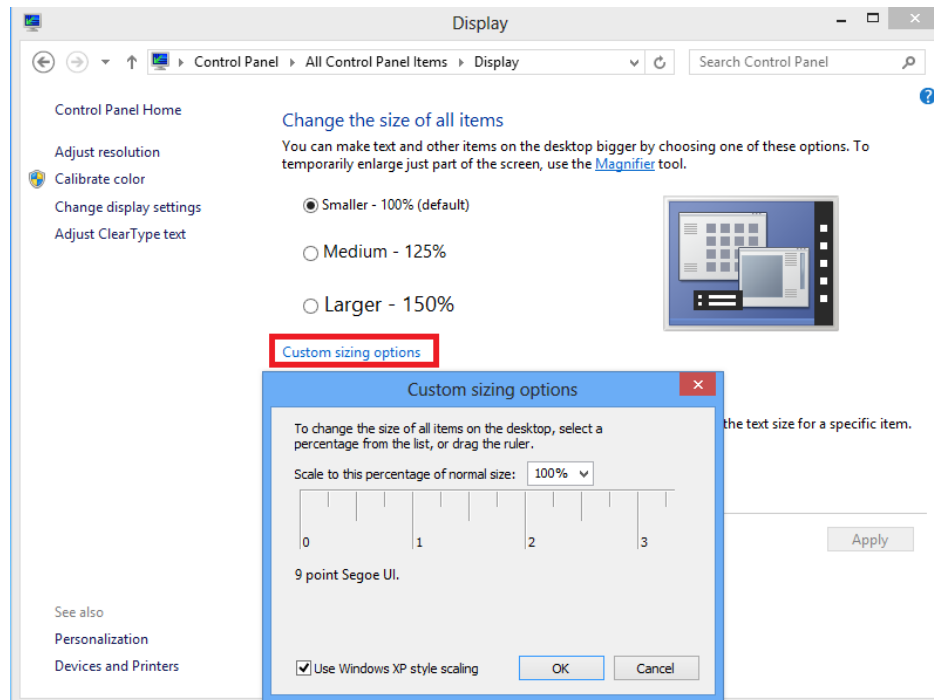 Display
Control Panel All Control Panel Items Display
Search Control Panel
Control Panel Home
Adjust resolution
Calibrate color
Change display settings
Adjust ClearType text
Change the size of all items
You can make text and other items on the desktop bigger by choosing one of these options. To
temporarily enlarge just part of the screen, use the Magnifier tool.
Smaller - 100% (default)
Medium - 125%
Larger - 150%
Custom sizing options
the text size for a specific item.
Apply
Custom sizing options
To change the size of all items on the desktop, select a
percentage from the list, or drag the ruler.
Scale to this percentage of normal size: 100%
0 1 2 3
9 point Segoe UI.
Use Windows XP style scaling
OK Cancel
See also
Personalization
Devices and Printers